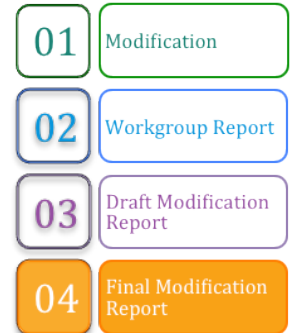 01
Modification
02
Workgroup Report
03
Draft Modification
Report
04
Final Modification
Report